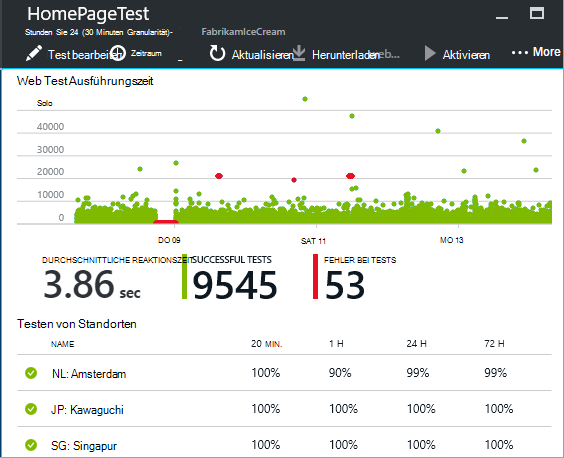 HomePageTest
Stunden Sie 24 (30 Minuten Granularität)-
FabrikamIceCream
Test bearbeiten Zeitraum Aktualisieren Herunterladen web... Aktivieren ... More
Web Test Ausführungszeit
Solo
40000
30000
20000
10000
0
DO 09 SAT 11 MO 13
DURCHSCHNITTLICHE REAKTIONSZEIT SUCCESSFUL TESTS FEHLER BEI TESTS
3.86 sec 9545 53
Testen von Standorten
NAME 20 MIN. 1 H 24 H 72 H
NL: Amsterdam 100% 90% 99% 99%
JP: Kawaguchi 100% 100% 100% 100%
SG: Singapur 100% 100% 100% 100%